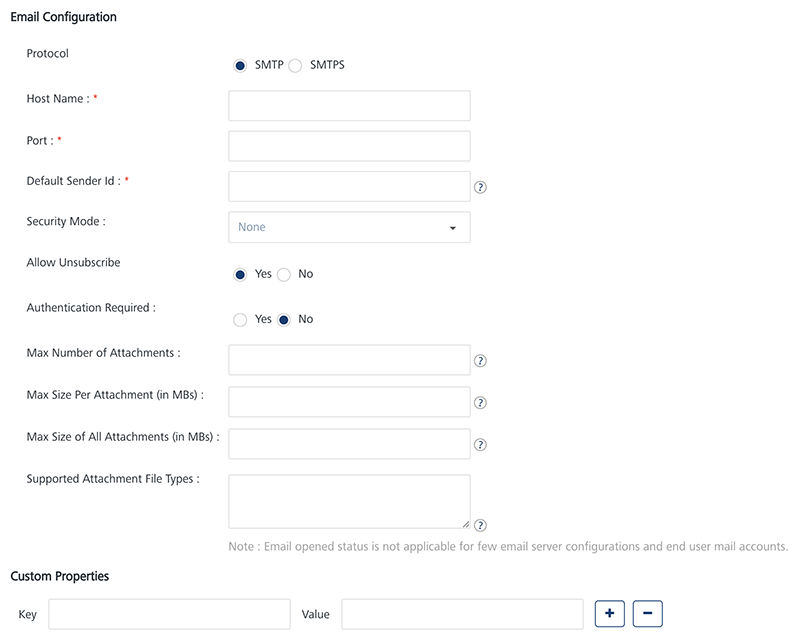 Email Configuration
Protocol
SMTP SMTPS
Host Name : *
Port : *
Default Sender Id : *
?
Security Mode :
None
Allow Unsubscribe
Yes No
Authentication Required :
Yes No
Max Number of Attachments :
?
Max Size Per Attachment (in MBs) :
?
Max Size of All Attachments (in MBs) :
?
Supported Attachment File Types :
?
Note : Email opened status is not applicable for few email server configurations and end user mail accounts.
Custom Properties
Key Value + −